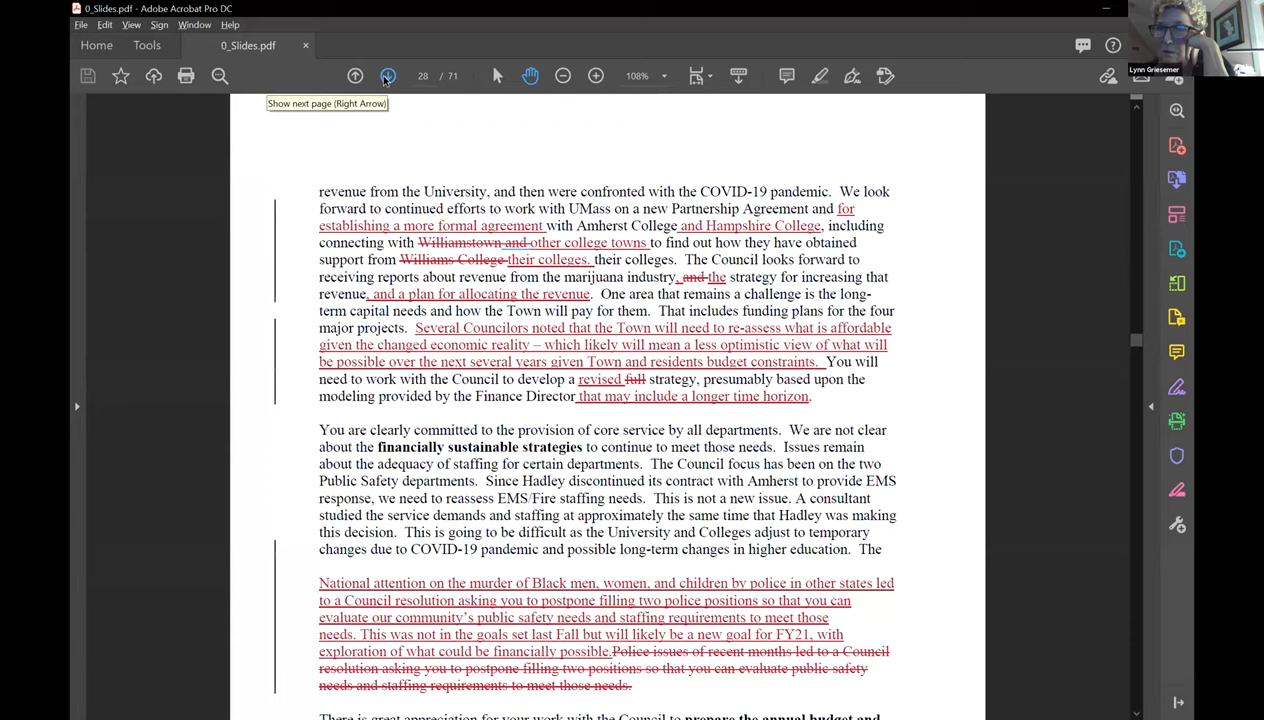 0_Slides.pdf - Adobe Acrobat Pro DC
File Edit View Sign Window Help
Home Tools 0_Slides.pdf ×
28 / 71 108%
Lynn Griesemer
Show next page (Right Arrow)
revenue from the University, and then were confronted with the COVID-19 pandemic. We look
forward to continued efforts to work with UMass on a new Partnership Agreement and for
establishing a more formal agreement with Amherst College and Hampshire College, including
connecting with Williamstown and other college towns to find out how they have obtained
support from Williams College their colleges. their colleges. The Council looks forward to
receiving reports about revenue from the marijuana industry, and the strategy for increasing that
revenue, and a plan for allocating the revenue. One area that remains a challenge is the long-
term capital needs and how the Town will pay for them. That includes funding plans for the four
major projects. Several Councilors noted that the Town will need to re-assess what is affordable
given the changed economic reality – which likely will mean a less optimistic view of what will
be possible over the next several years given Town and residents budget constraints. You will
need to work with the Council to develop a revised full strategy, presumably based upon the
modeling provided by the Finance Director that may include a longer time horizon.
You are clearly committed to the provision of core service by all departments. We are not clear
about the financially sustainable strategies to continue to meet those needs. Issues remain
about the adequacy of staffing for certain departments. The Council focus has been on the two
Public Safety departments. Since Hadley discontinued its contract with Amherst to provide EMS
response, we need to reassess EMS/Fire staffing needs. This is not a new issue. A consultant
studied the service demands and staffing at approximately the same time that Hadley was making
this decision. This is going to be difficult as the University and Colleges adjust to temporary
changes due to COVID-19 pandemic and possible long-term changes in higher education. The
National attention on the murder of Black men, women, and children by police in other states led
to a Council resolution asking you to postpone filling two police positions so that you can
evaluate our community's public safety needs and staffing requirements to meet those
needs. This was not in the goals set last Fall but will likely be a new goal for FY21, with
exploration of what could be financially possible.Police issues of recent months led to a Council
resolution asking you to postpone filling two positions so that you can evaluate public safety
needs and staffing requirements to meet those needs.
There is great appreciation for your work with the Council to prepare the annual budget and